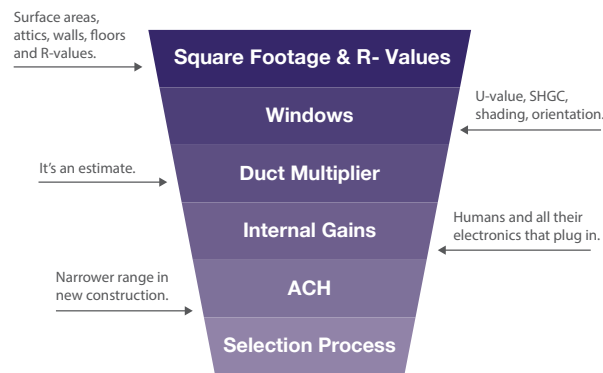 Surface areas,
attics, walls, floors
and R-values.
Square Footage & R- Values
Windows
U-value, SHGC,
shading, orientation.
It's an estimate.
Duct Multiplier
Internal Gains
Humans and all their
electronics that plug in.
Narrower range in
new construction.
ACH
Selection Process